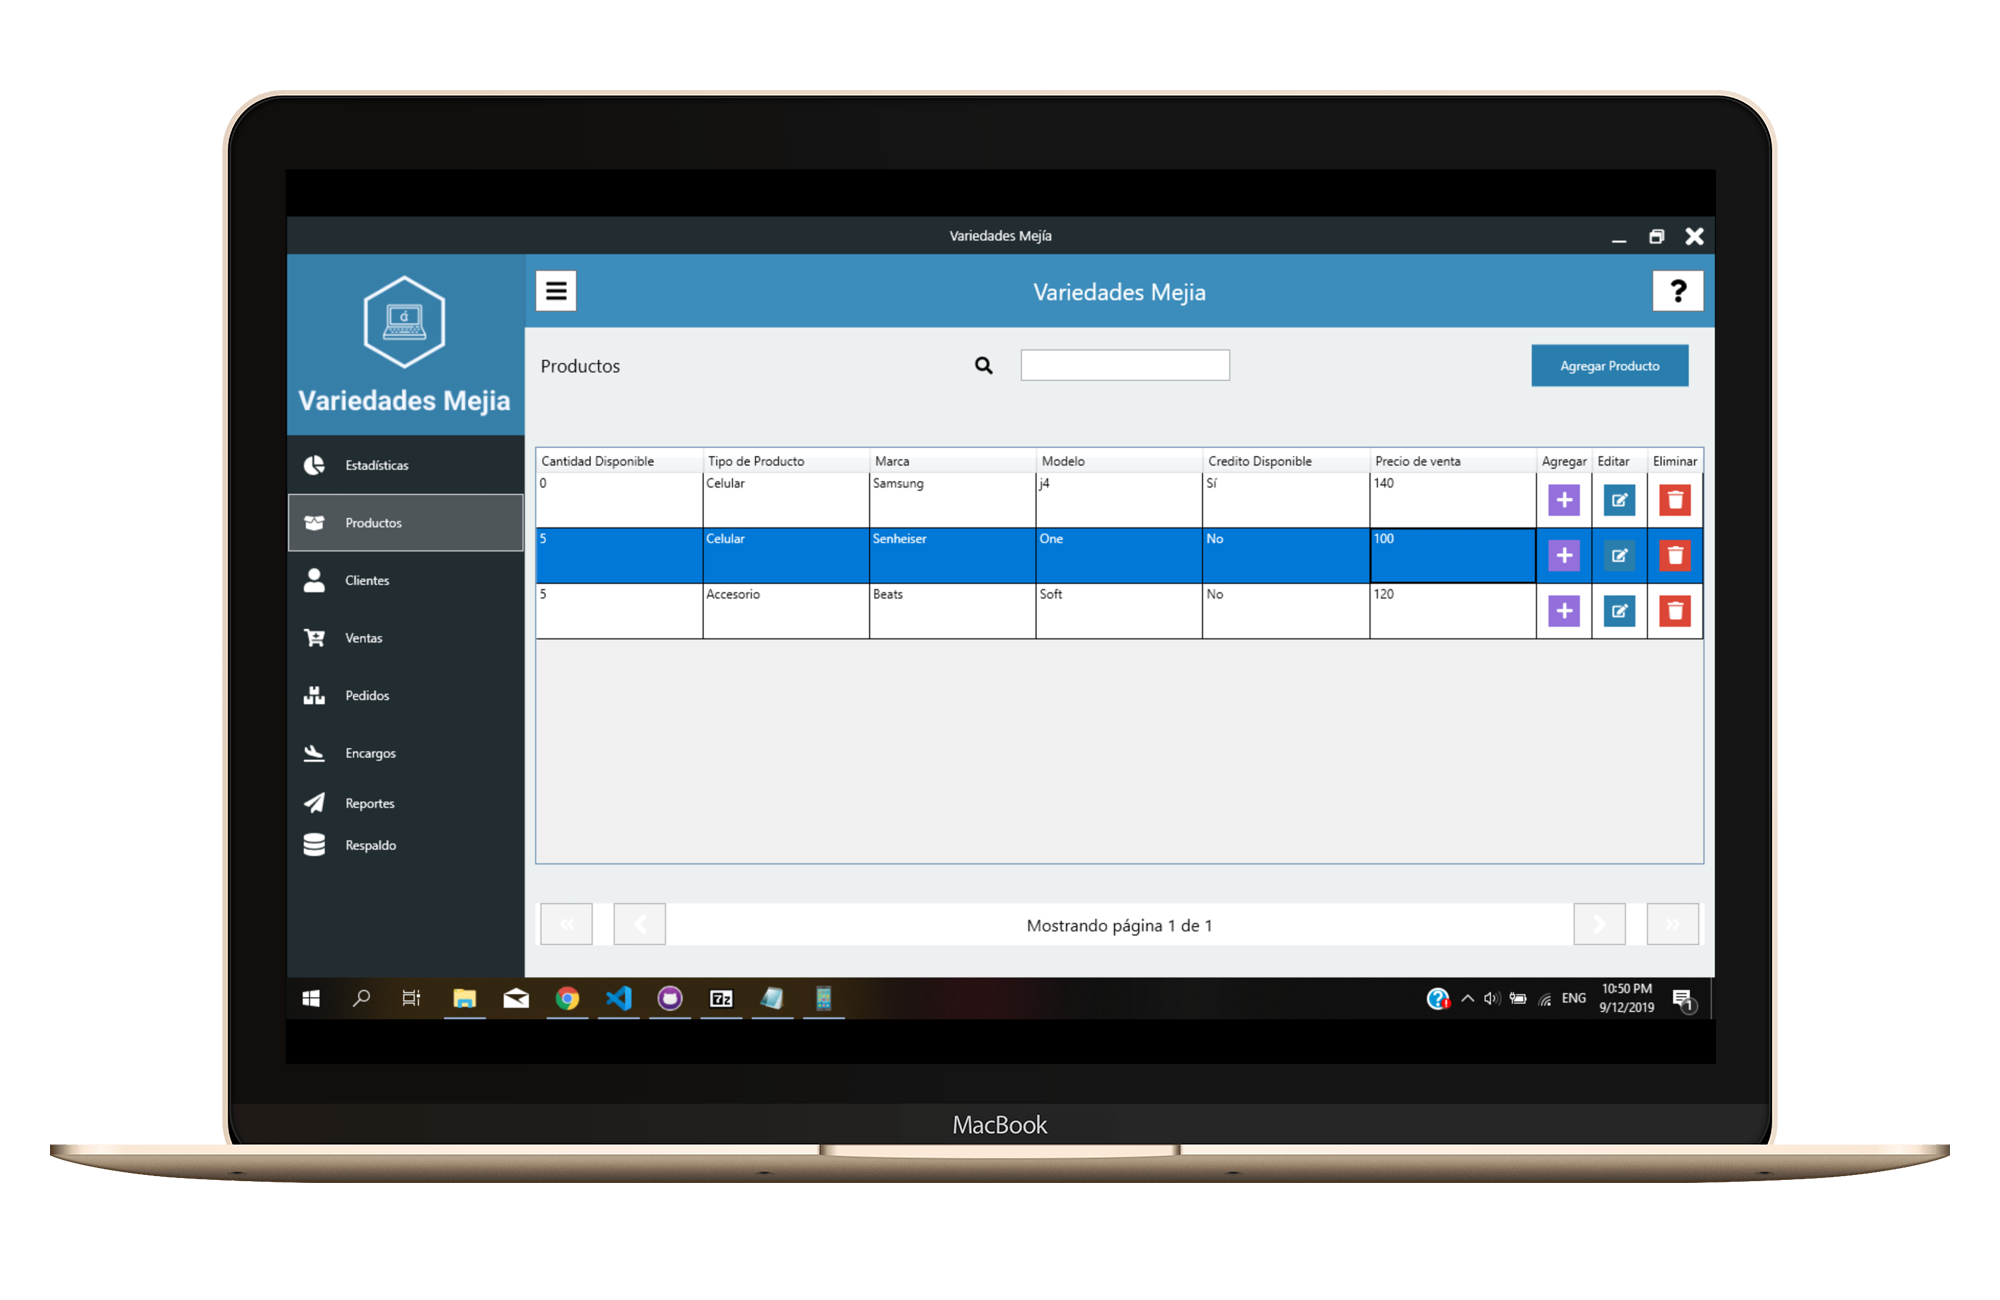 Variedades Mejía
Variedades Mejia
?
Variedades Mejia
Productos
Agregar Producto
Estadísticas
Productos
Clientes
Ventas
Pedidos
Encargos
Reportes
Respaldo
Cantidad Disponible Tipo de Producto Marca Modelo Credito Disponible Precio de venta Agregar Editar Eliminar
0 Celular Samsung j4 Sí 140
5 Celular Senheiser One No 100
5 Accesorio Beats Soft No 120
Mostrando página 1 de 1
7z
ENG
10:50 PM
9/12/2019
1
MacBook